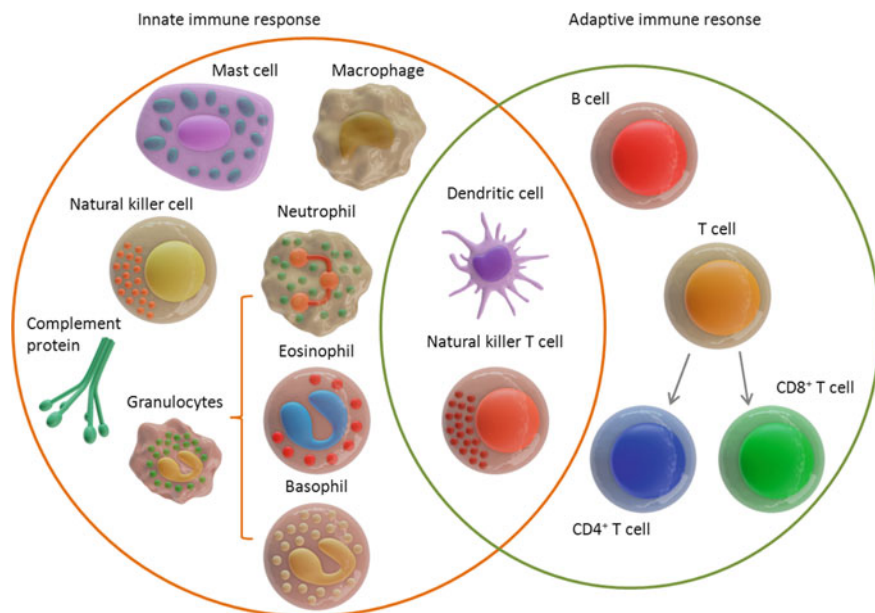 Innate immune response
Adaptive immune resonse
Mast cell
Macrophage
B cell
Natural killer cell
Neutrophil
Dendritic cell
T cell
Complement
protein
Eosinophil
Natural killer T cell
CD8⁺ T cell
Granulocytes
Basophil
CD4⁺ T cell